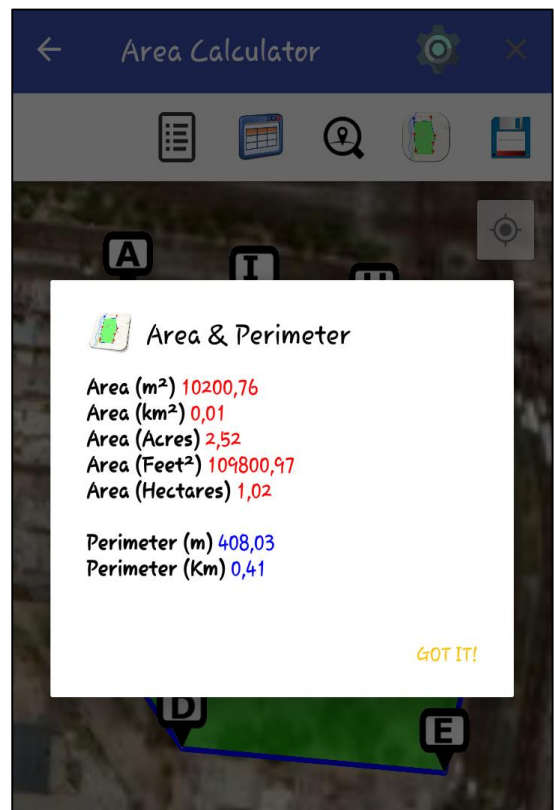 Area Calculator
A
I
Area & Perimeter
Area (m²) 10200,76
Area (km²) 0,01
Area (Acres) 2,52
Area (Feet²) 109800,97
Area (Hectares) 1,02
Perimeter (m) 408,03
Perimeter (Km) 0,41
GOT IT!
D
E